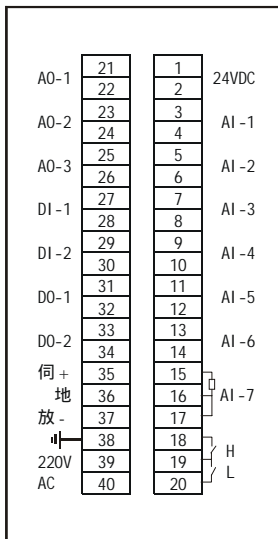 AO-1 21 1 24VDC
22 2
AO-2 23 3 AI-1
24 4
AO-3 25 5 AI-2
26 6
DI-1 27 7 AI-3
28 8
DI-2 29 9 AI-4
30 10
DO-1 31 11 AI-5
32 12
DO-2 33 13 AI-6
34 14
伺+ 35 15
地 36 16 AI-7
放- 37 17
38 18 H
220V 39 19
AC 40 20 L